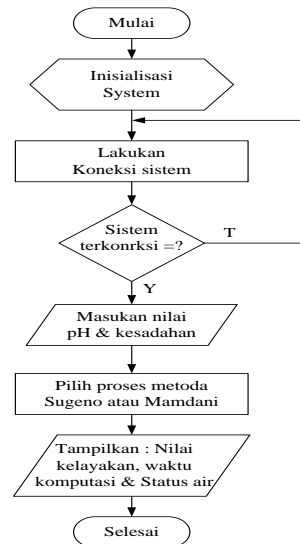 Mulai
Inisialisasi
System
Lakukan
Koneksi sistem
Sistem
terkonrksi =?
T
Y
Masukan nilai
pH & kesadahan
Pilih proses metoda
Sugeno atau Mamdani
Tampilkan : Nilai
kelayakan, waktu
komputasi & Status air
Selesai